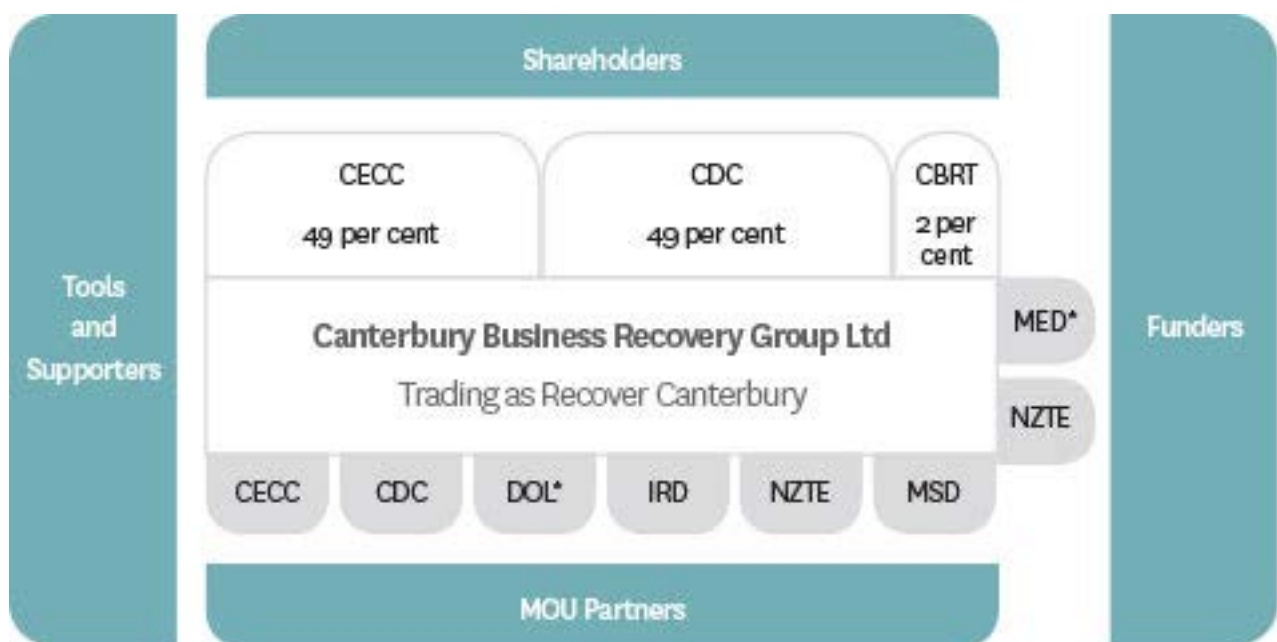 Shareholders
CECC
49 per cent
CDC
49 per cent
CBRT
2 per
cent
Tools
and
Supporters
Canterbury Business Recovery Group Ltd
Trading as Recover Canterbury
MED*
NZTE
Funders
CECC
CDC
DOL*
IRD
NZTE
MSD
MOU Partners